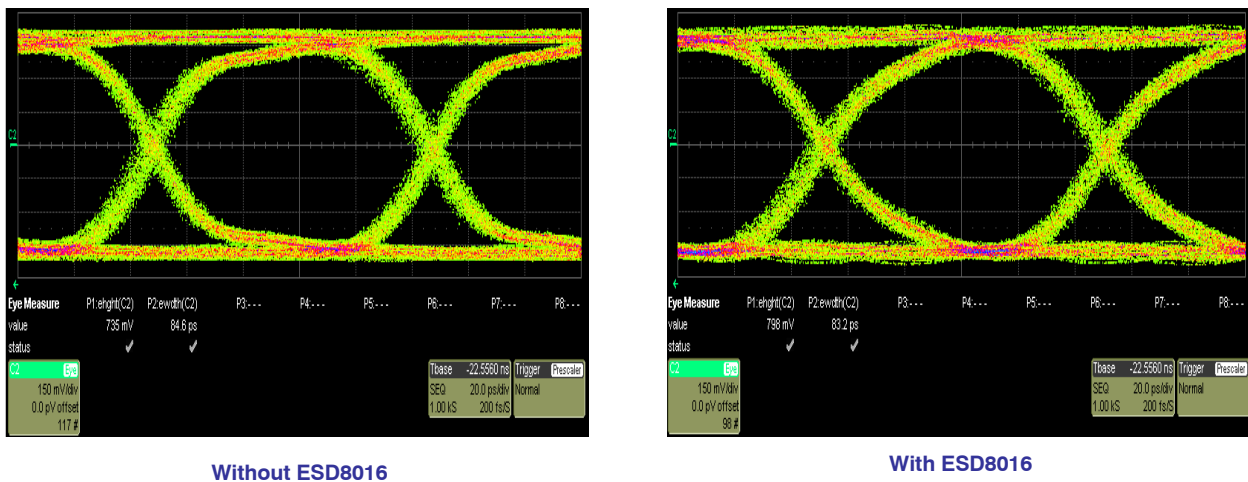 C2
Eye Measure P1:ehght(C2) P2:ewdth(C2) P3:- - - P4:- - - P5:- - - P6:- - - P7:- - - P8:- - -
value 735 mV 84.6 ps
status ✔ ✔
C2 Eye
150 mV/div
0.0 pV offset
117 #
Tbase -22.5560 ns
SEQ 20.0 ps/div
1.00 kS 200 fs/S
Trigger Prescaler
Normal
Without ESD8016
C2
Eye Measure P1:ehght(C2) P2:ewdth(C2) P3:- - - P4:- - - P5:- - - P6:- - - P7:- - - P8:- - -
value 798 mV 83.2 ps
status ✔ ✔
C2 Eye
150 mV/div
0.0 pV offset
98 #
Tbase -22.5560 ns
SEQ 20.0 ps/div
1.00 kS 200 fs/S
Trigger Prescaler
Normal
With ESD8016